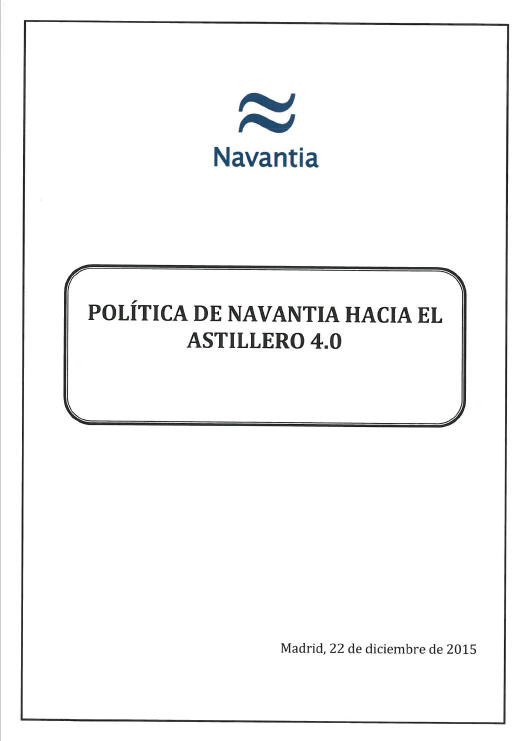 Navantia
POLÍTICA DE NAVANTIA HACIA EL
ASTILLERO 4.0
Madrid, 22 de diciembre de 2015